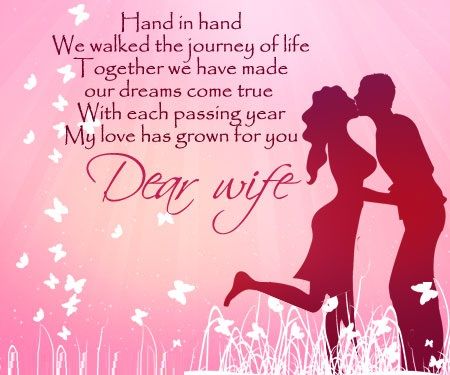 Hand in hand
We walked the journey of life
Together we have made
our dreams come true
With each passing year
My love has grown for you
Dear wife